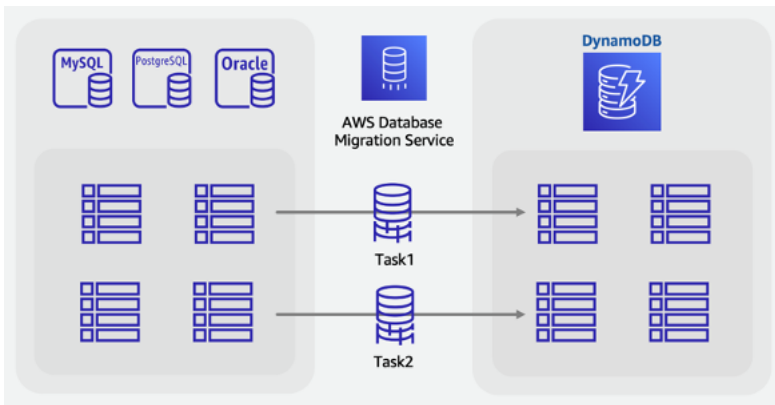 MySQL
PostgreSQL
Oracle
AWS Database
Migration Service
DynamoDB
Task1
Task2